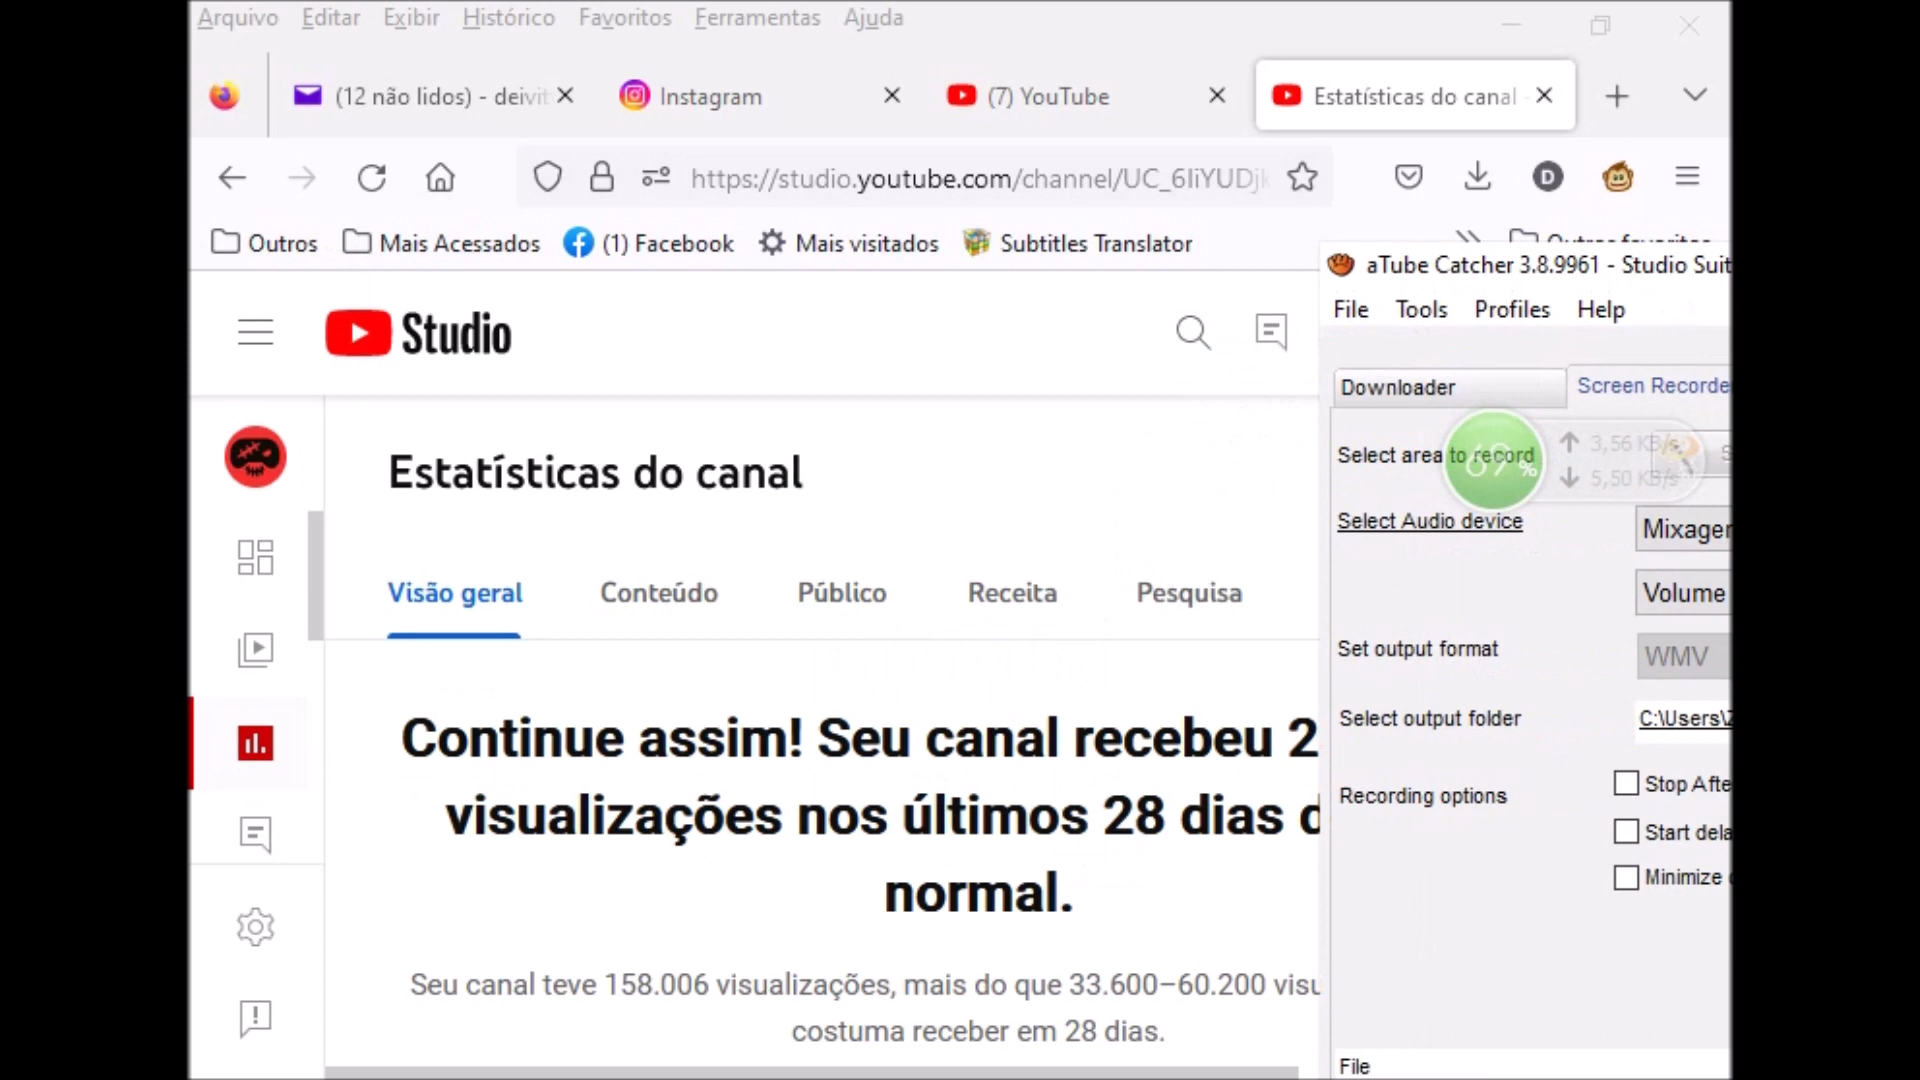 Arquivo Editar Exibir Histórico Favoritos Ferramentas Ajuda
(12 não lidos) - deivit Instagram (7) YouTube Estatísticas do canal
https://studio.youtube.com/channel/UC_6IiYUDjk D
Outros Mais Acessados (1) Facebook Mais visitados Subtitles Translator Outros favoritos
aTube Catcher 3.8.9961 - Studio Suit
File Tools Profiles Help
Studio
Downloader Screen Recorde
Select area to record 69% 3,56 KB/s S
5,50 KB/s
Estatísticas do canal
Select Audio device Mixager
Visão geral Conteúdo Público Receita Pesquisa
Volume
Set output format WMV
Select output folder C:\Users\Z
Continue assim! Seu canal recebeu 2
visualizações nos últimos 28 dias d
normal.
Recording options Stop Afte
Start dela
Minimize
Seu canal teve 158.006 visualizações, mais do que 33.600–60.200 visu
costuma receber em 28 dias.
File